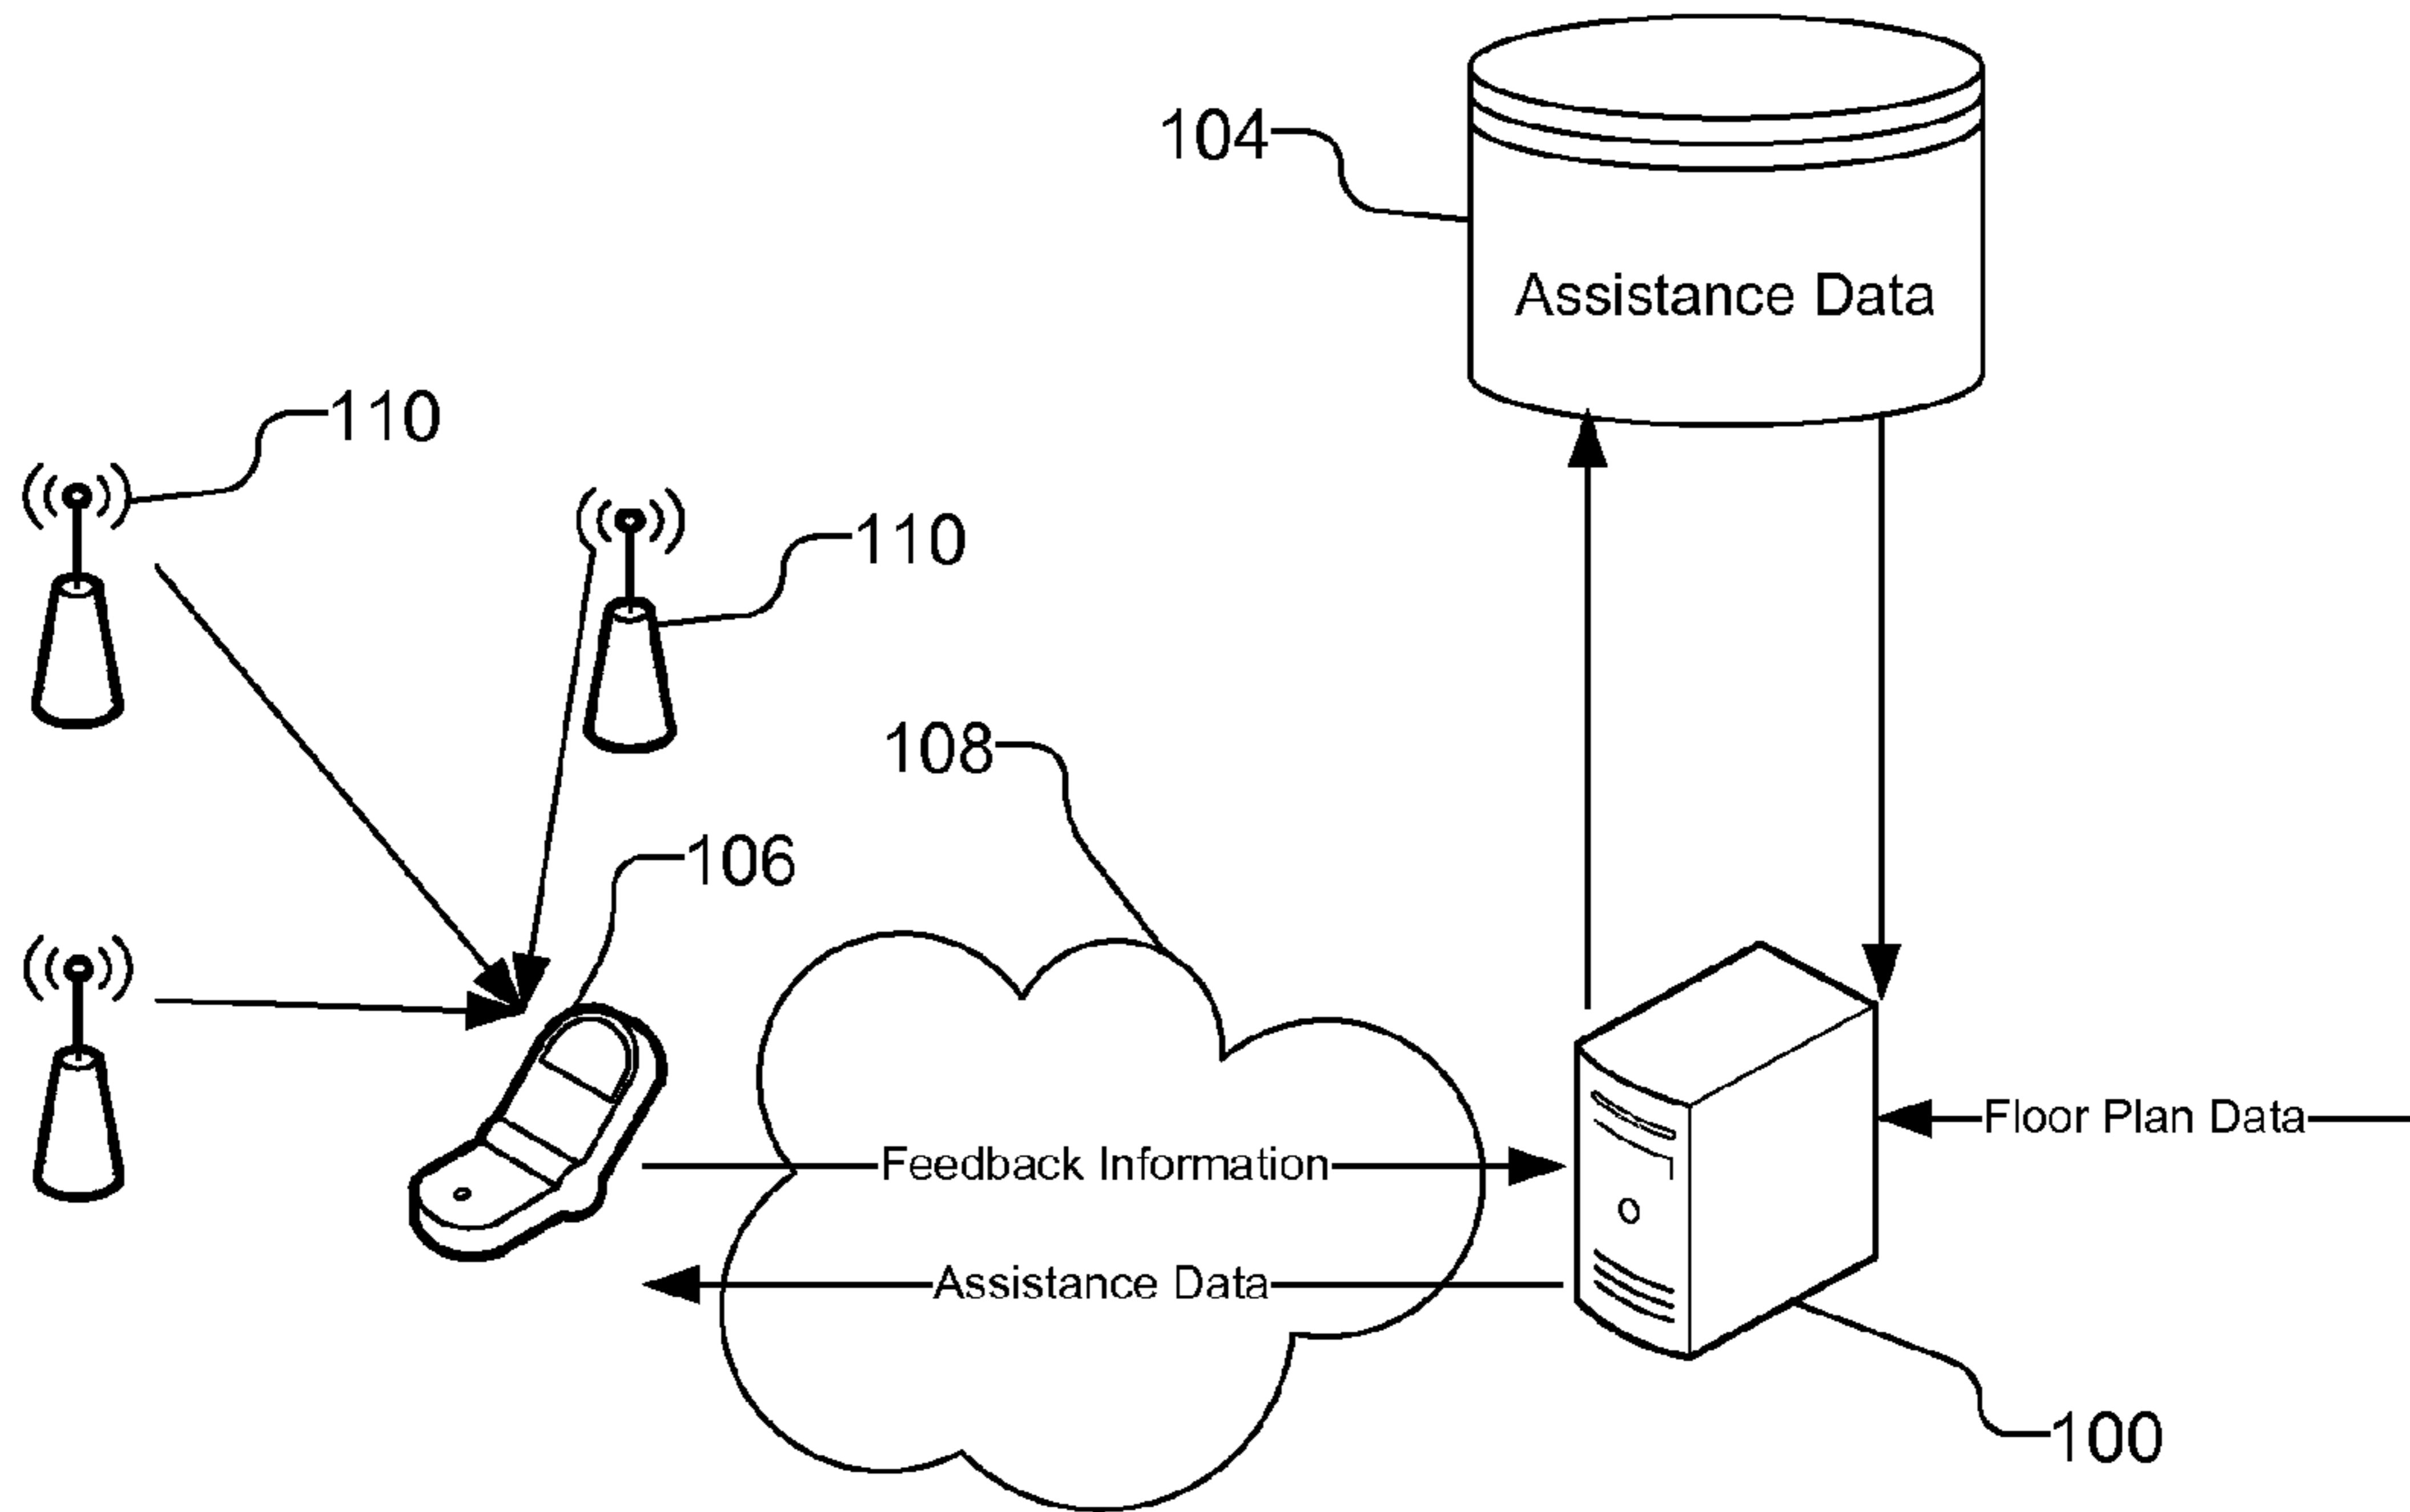 104
Assistance Data
110
110
108
106
Floor Plan Data
Feedback Information
Assistance Data
100